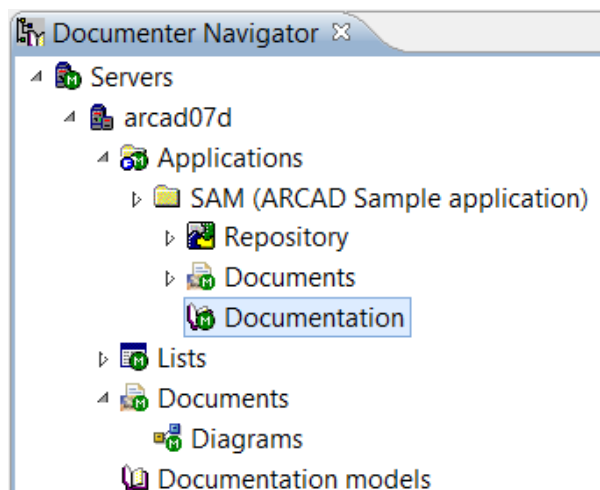 Documenter Navigator
Servers
arcad07d
Applications
SAM (ARCAD Sample application)
Repository
Documents
Documentation
Lists
Documents
Diagrams
Documentation models